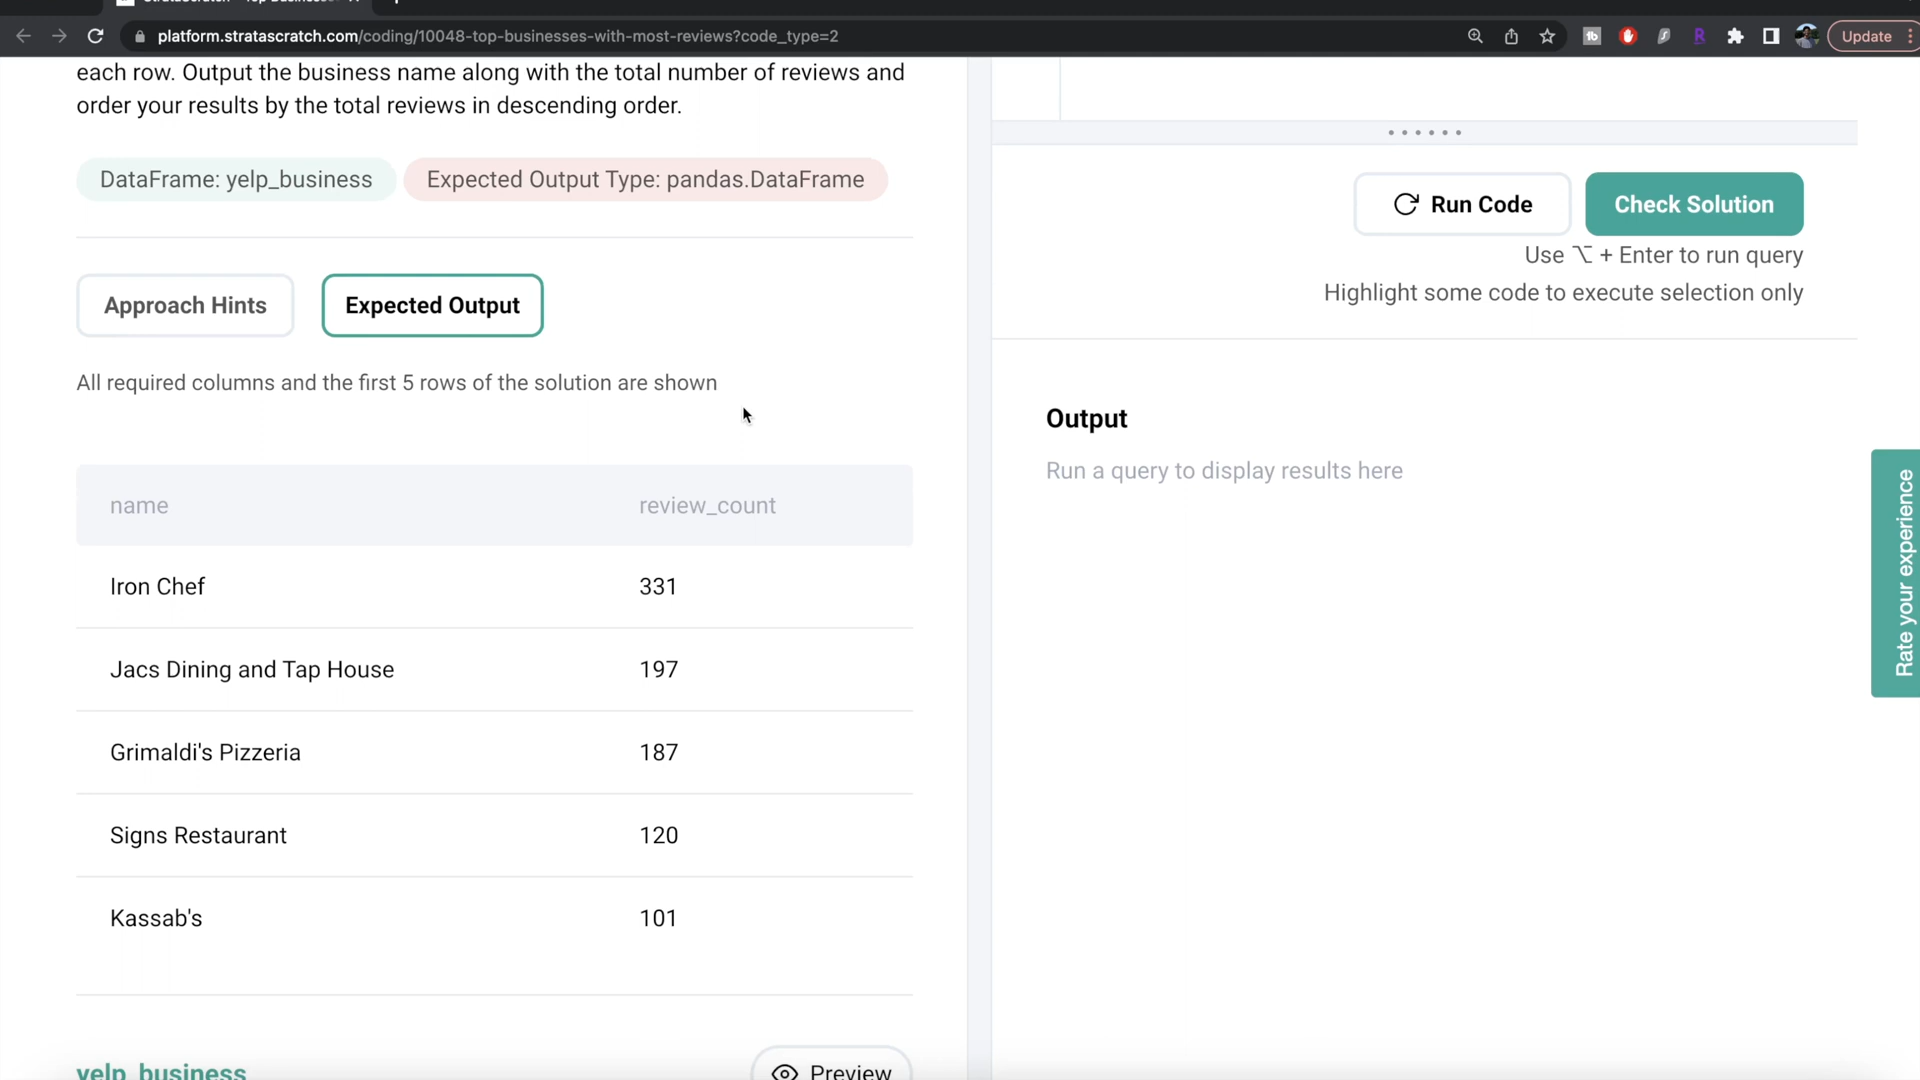 platform.stratascratch.com/coding/10048-top-businesses-with-most-reviews?code_type=2
Update
each row. Output the business name along with the total number of reviews and
order your results by the total reviews in descending order.
DataFrame: yelp_business
Expected Output Type: pandas.DataFrame
Approach Hints
Expected Output
All required columns and the first 5 rows of the solution are shown
name review_count
Iron Chef 331
Jacs Dining and Tap House 197
Grimaldi's Pizzeria 187
Signs Restaurant 120
Kassab's 101
yelp_business
Preview
Run Code
Check Solution
Use ⌥ + Enter to run query
Highlight some code to execute selection only
Output
Run a query to display results here
Rate your experience